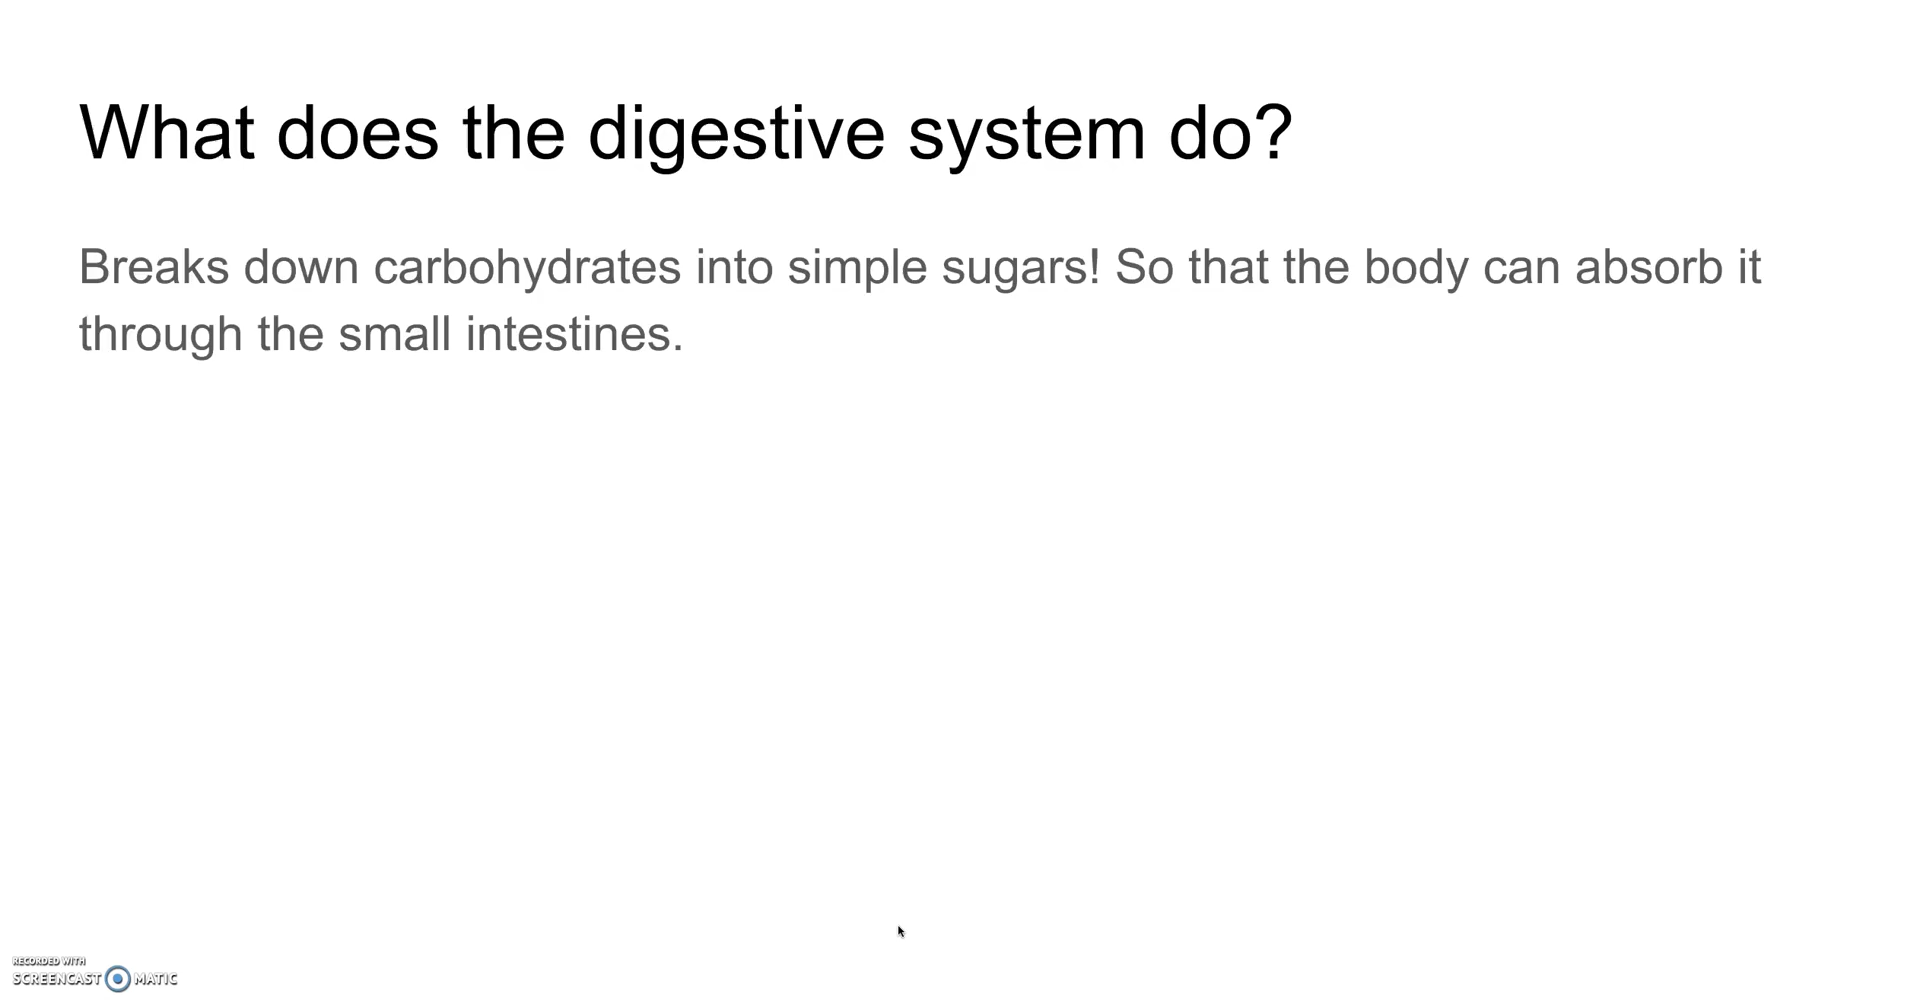 What does the digestive system do?
Breaks down carbohydrates into simple sugars! So that the body can absorb it
through the small intestines.
RECORDED WITH
SCREENCAST MATIC